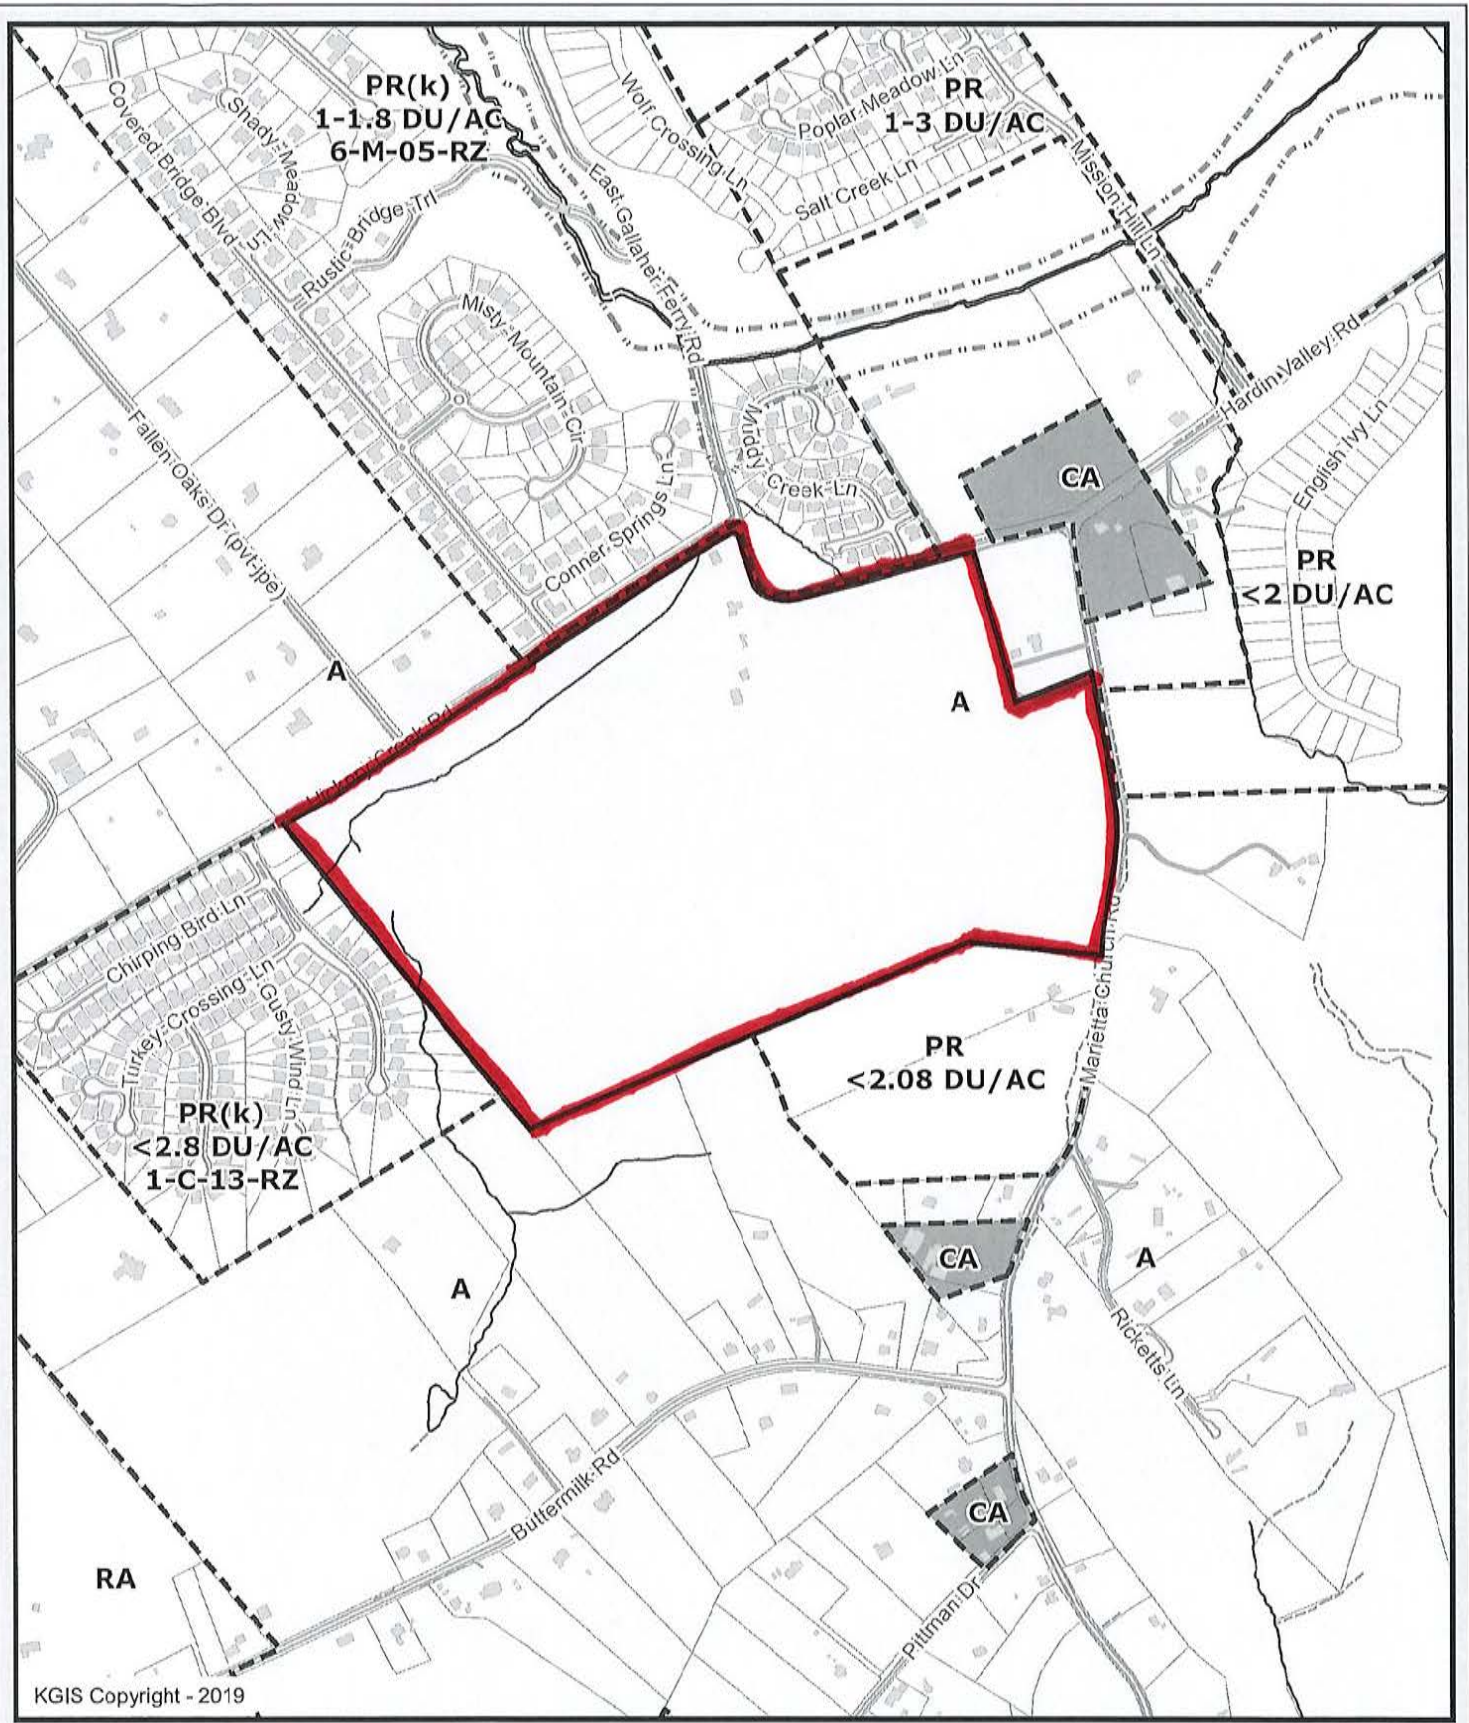 PR(k)
1-1.8 DU/AC
6-M-05-RZ
PR
1-3 DU/AC
Covered Bridge Blvd
Shady Meadow Ln
Rustic Bridge Trl
Wolf Crossing Ln
Poplar Meadow Ln
Salt Creek Ln
East Gallaher Ferry Rd
Mission Hill Ln
Misty Mountain Cir
Hardin Valley Rd
English Ivy Ln
Muddy Creek Ln
Conner Springs Ln
Fallen Oaks Dr (pvt-jpe)
CA
PR
<2 DU/AC
A
A
Hickory Creek Rd
Chirping Bird Ln
Turkey Crossing Ln
Gusty Wind Ln
PR(k)
<2.8 DU/AC
1-C-13-RZ
PR
<2.08 DU/AC
Marietta Church Rd
CA
A
A
Ricketts Ln
Buttermilk Rd
CA
RA
Pittman Dr
KGIS Copyright - 2019